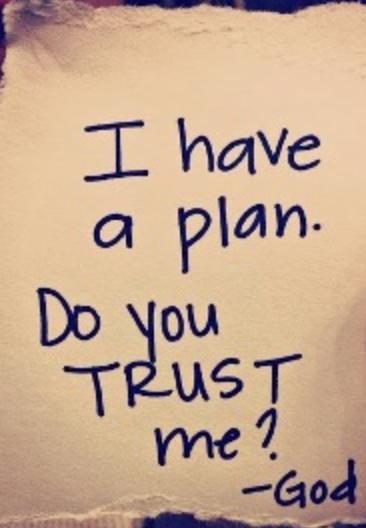 I have
a plan.
Do you
TRUST
me?
-God